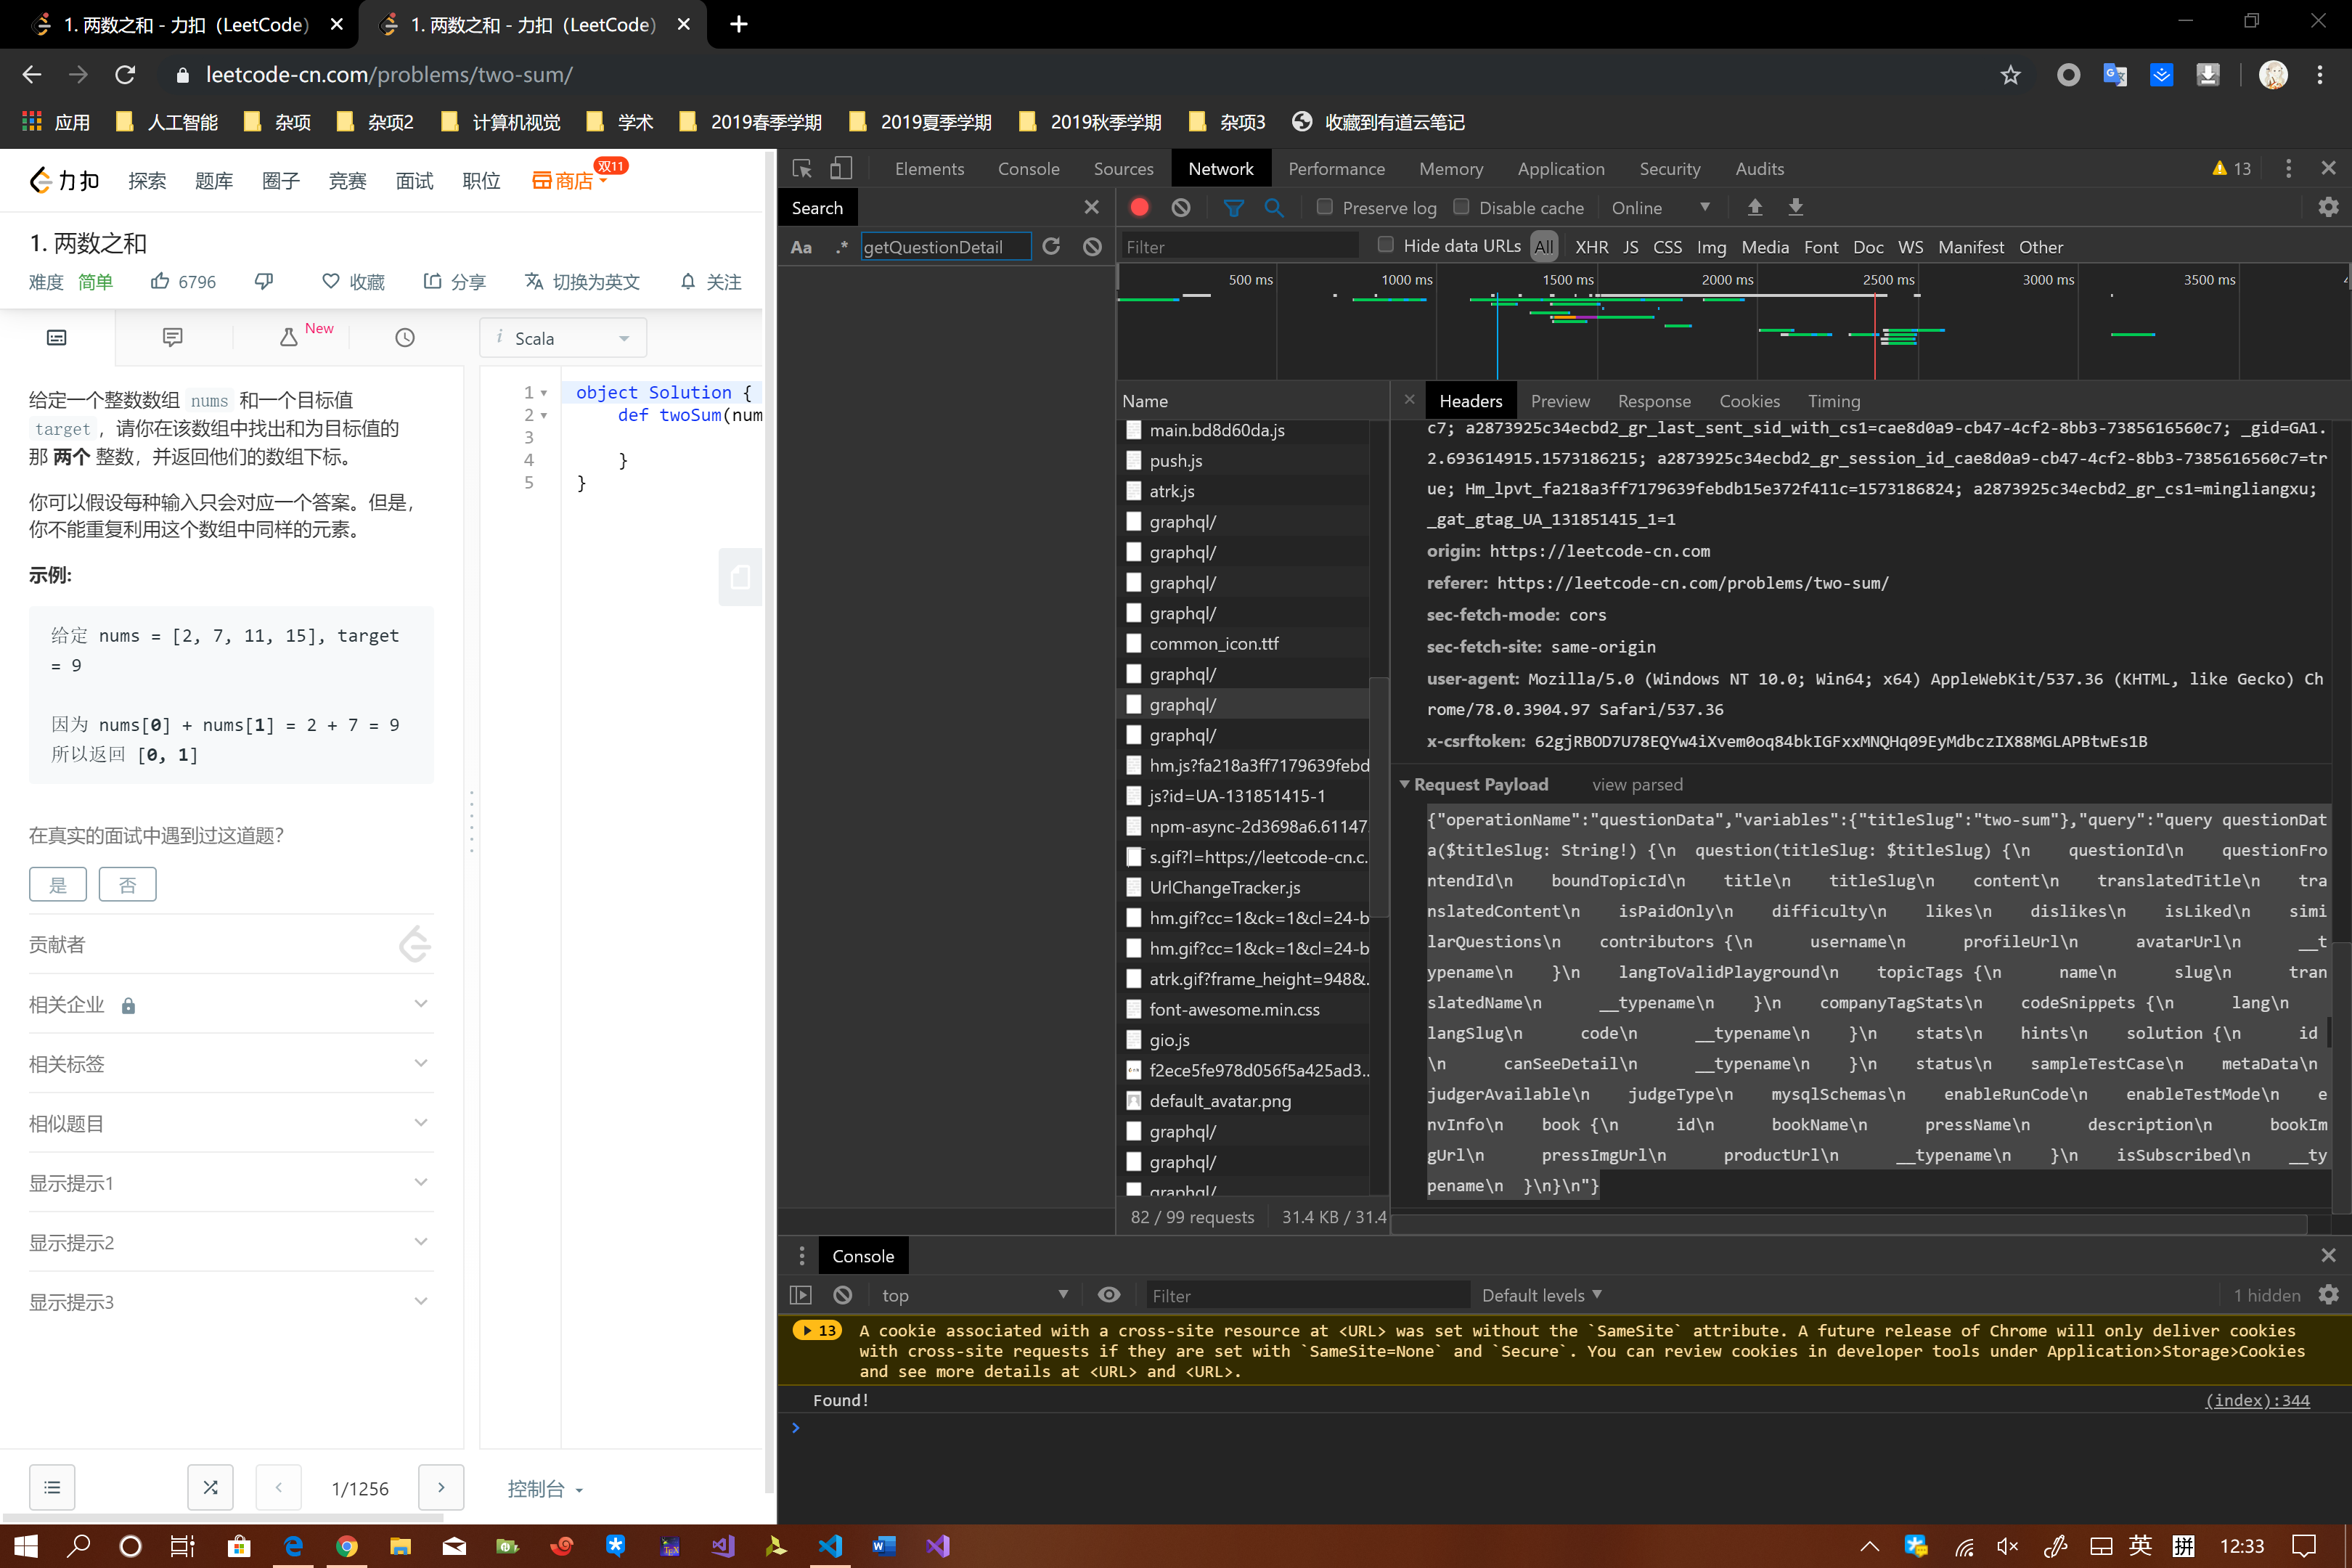 1. 两数之和 - 力扣（LeetCode）
1. 两数之和 - 力扣（LeetCode）
leetcode-cn.com/problems/two-sum/
应用 人工智能 杂项 杂项2 计算机视觉 学术 2019春季学期 2019夏季学期 2019秋季学期 杂项3 收藏到有道云笔记
力扣 探索 题库 圈子 竞赛 面试 职位 商店 双11
1. 两数之和
难度 简单 6796 收藏 分享 切换为英文 关注
New
i Scala
给定一个整数数组 nums 和一个目标值
target ，请你在该数组中找出和为目标值的
那 两个 整数，并返回他们的数组下标。
你可以假设每种输入只会对应一个答案。但是，
你不能重复利用这个数组中同样的元素。
示例:
给定 nums = [2, 7, 11, 15], target
= 9
因为 nums[0] + nums[1] = 2 + 7 = 9
所以返回 [0, 1]
在真实的面试中遇到过这道题？
是 否
贡献者
相关企业
相关标签
相似题目
显示提示1
显示提示2
显示提示3
1/1256
1 object Solution {
2 def twoSum(num
3
4 }
5 }
控制台
Elements Console Sources Network Performance Memory Application Security Audits 13
Search
Aa .* getQuestionDetail
Preserve log Disable cache Online
Filter Hide data URLs All XHR JS CSS Img Media Font Doc WS Manifest Other
500 ms 1000 ms 1500 ms 2000 ms 2500 ms 3000 ms 3500 ms
Name
main.bd8d60da.js
push.js
atrk.js
graphql/
graphql/
graphql/
graphql/
common_icon.ttf
graphql/
graphql/
graphql/
hm.js?fa218a3ff7179639febd
js?id=UA-131851415-1
npm-async-2d3698a6.61147.
s.gif?l=https://leetcode-cn.c.
UrlChangeTracker.js
hm.gif?cc=1&ck=1&cl=24-b
hm.gif?cc=1&ck=1&cl=24-b
atrk.gif?frame_height=948&.
font-awesome.min.css
gio.js
f2ece5fe978d056f5a425ad3..
default_avatar.png
graphql/
graphql/
graphql/
82 / 99 requests 31.4 KB / 31.4
Headers Preview Response Cookies Timing
c7; a2873925c34ecbd2_gr_last_sent_sid_with_cs1=cae8d0a9-cb47-4cf2-8bb3-7385616560c7; _gid=GA1.
2.693614915.1573186215; a2873925c34ecbd2_gr_session_id_cae8d0a9-cb47-4cf2-8bb3-7385616560c7=tr
ue; Hm_lpvt_fa218a3ff7179639febdb15e372f411c=1573186824; a2873925c34ecbd2_gr_cs1=mingliangxu;
_gat_gtag_UA_131851415_1=1
origin: https://leetcode-cn.com
referer: https://leetcode-cn.com/problems/two-sum/
sec-fetch-mode: cors
sec-fetch-site: same-origin
user-agent: Mozilla/5.0 (Windows NT 10.0; Win64; x64) AppleWebKit/537.36 (KHTML, like Gecko) Ch
rome/78.0.3904.97 Safari/537.36
x-csrftoken: 62gjRBOD7U78EQYw4iXvem0oq84bkIGFxxMNQHq09EyMdbczIX88MGLAPBtwEs1B
Request Payload view parsed
{"operationName":"questionData","variables":{"titleSlug":"two-sum"},"query":"query questionDat
a($titleSlug: String!) {\n  question(titleSlug: $titleSlug) {\n    questionId\n    questionFro
ntendId\n    boundTopicId\n    title\n    titleSlug\n    content\n    translatedTitle\n    tra
nslatedContent\n    isPaidOnly\n    difficulty\n    likes\n    dislikes\n    isLiked\n    simi
larQuestions\n    contributors {\n      username\n      profileUrl\n      avatarUrl\n      __t
ypename\n    }\n    langToValidPlayground\n    topicTags {\n      name\n      slug\n      tran
slatedName\n      __typename\n    }\n    companyTagStats\n    codeSnippets {\n      lang\n
langSlug\n      code\n      __typename\n    }\n    stats\n    hints\n    solution {\n      id
\n      canSeeDetail\n      __typename\n    }\n    status\n    sampleTestCase\n    metaData\n
judgerAvailable\n    judgeType\n    mysqlSchemas\n    enableRunCode\n    enableTestMode\n    e
nvInfo\n    book {\n      id\n      bookName\n      pressName\n      description\n      bookIm
gUrl\n      pressImgUrl\n      productUrl\n      __typename\n    }\n    isSubscribed\n    __ty
pename\n  }\n}\n"}
Console
top Filter Default levels 1 hidden
13 A cookie associated with a cross-site resource at <URL> was set without the `SameSite` attribute. A future release of Chrome will only deliver cookies
with cross-site requests if they are set with `SameSite=None` and `Secure`. You can review cookies in developer tools under Application>Storage>Cookies
and see more details at <URL> and <URL>.
Found! (index):344
英 拼 12:33